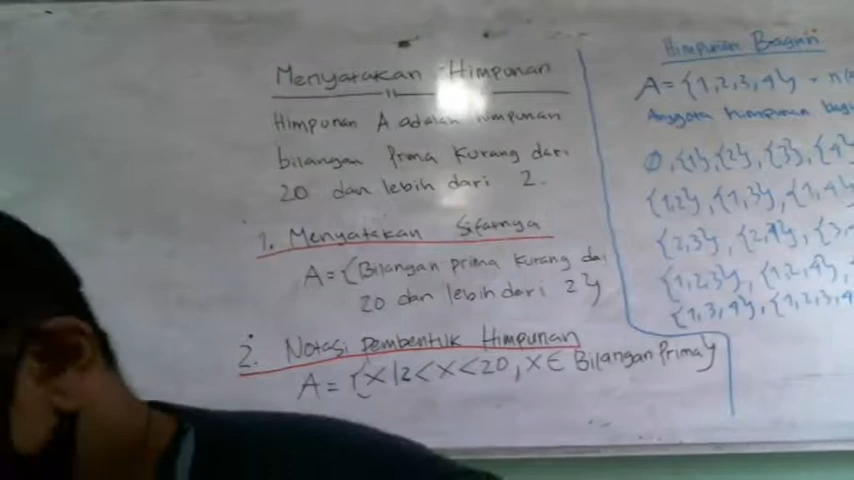 Menyatakan Himpunan
Himpunan A adalah himpunan
bilangan Prima kurang dari
20 dan lebih dari 2.
1. Menyatakan Sifatnya
A = {Bilangan prima kurang da
20 dan lebih dari 2}
2. Notasi Pembentuk Himpunan
A = {x | 2 < x < 20, x ∈ Bilangan Prima}
Himpunan Bagian
A = {1,2,3,4} → n(
Anggota himpunan bagi
∅, {1}, {2}, {3}, {4}
{1,2}, {1,3}, {1,4}
{2,3}, {2,4}, {3,
{1,2,3}, {1,2,4},
{1,3,4}, {1,2,3,4